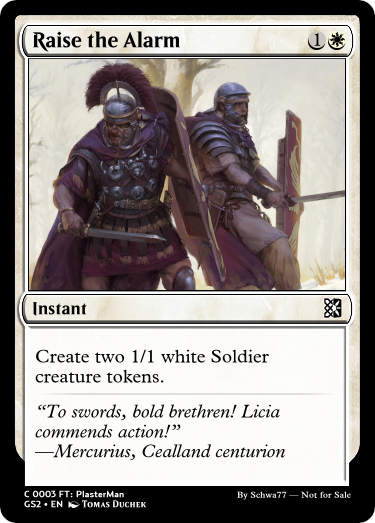 Raise the Alarm 1
Instant
Create two 1/1 white Soldier
creature tokens.
“To swords, bold brethren! Licia
commends action!”
—Mercurius, Cealland centurion
C 0003 FT: PlasterMan
GS2 • EN Tomas Duchek
By Schwa77 — Not for Sale